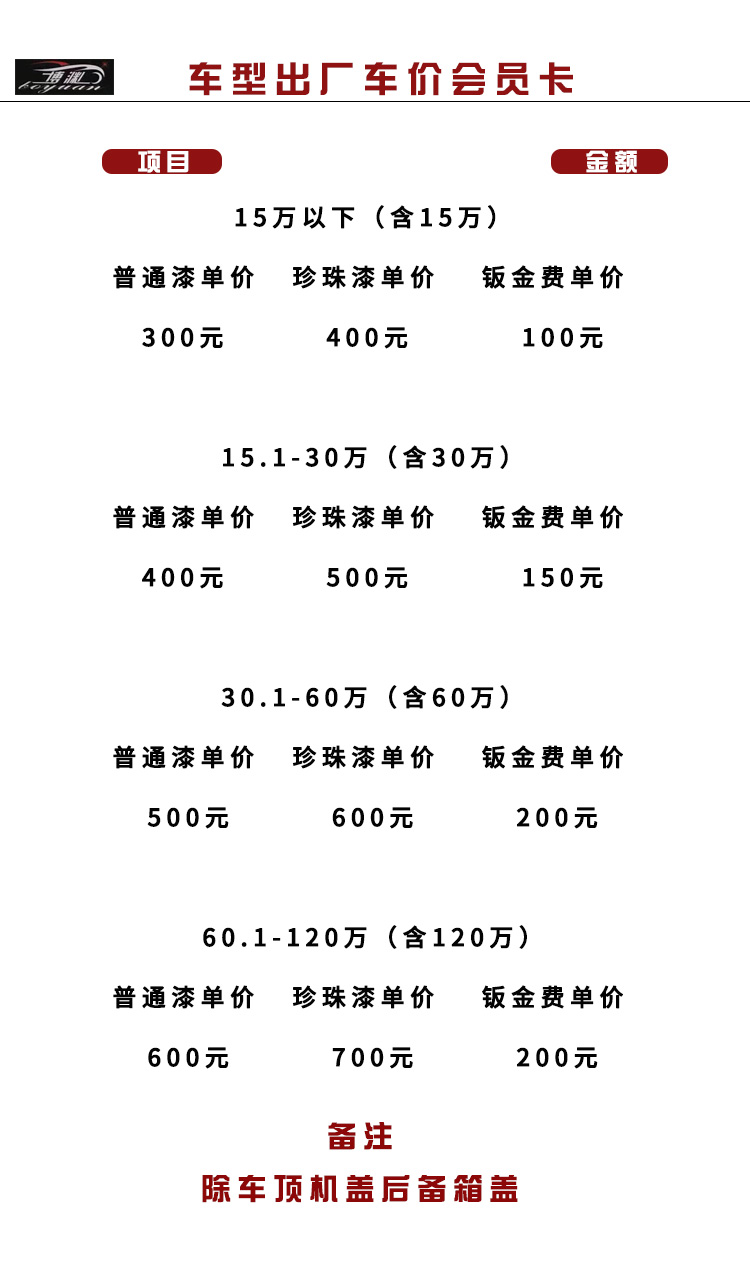 博渊
boyuan
车型出厂车价会员卡
项目 金额
15万以下（含15万）
普通漆单价 珍珠漆单价 钣金费单价
300元 400元 100元
15.1-30万（含30万）
普通漆单价 珍珠漆单价 钣金费单价
400元 500元 150元
30.1-60万（含60万）
普通漆单价 珍珠漆单价 钣金费单价
500元 600元 200元
60.1-120万（含120万）
普通漆单价 珍珠漆单价 钣金费单价
600元 700元 200元
备注
除车顶机盖后备箱盖